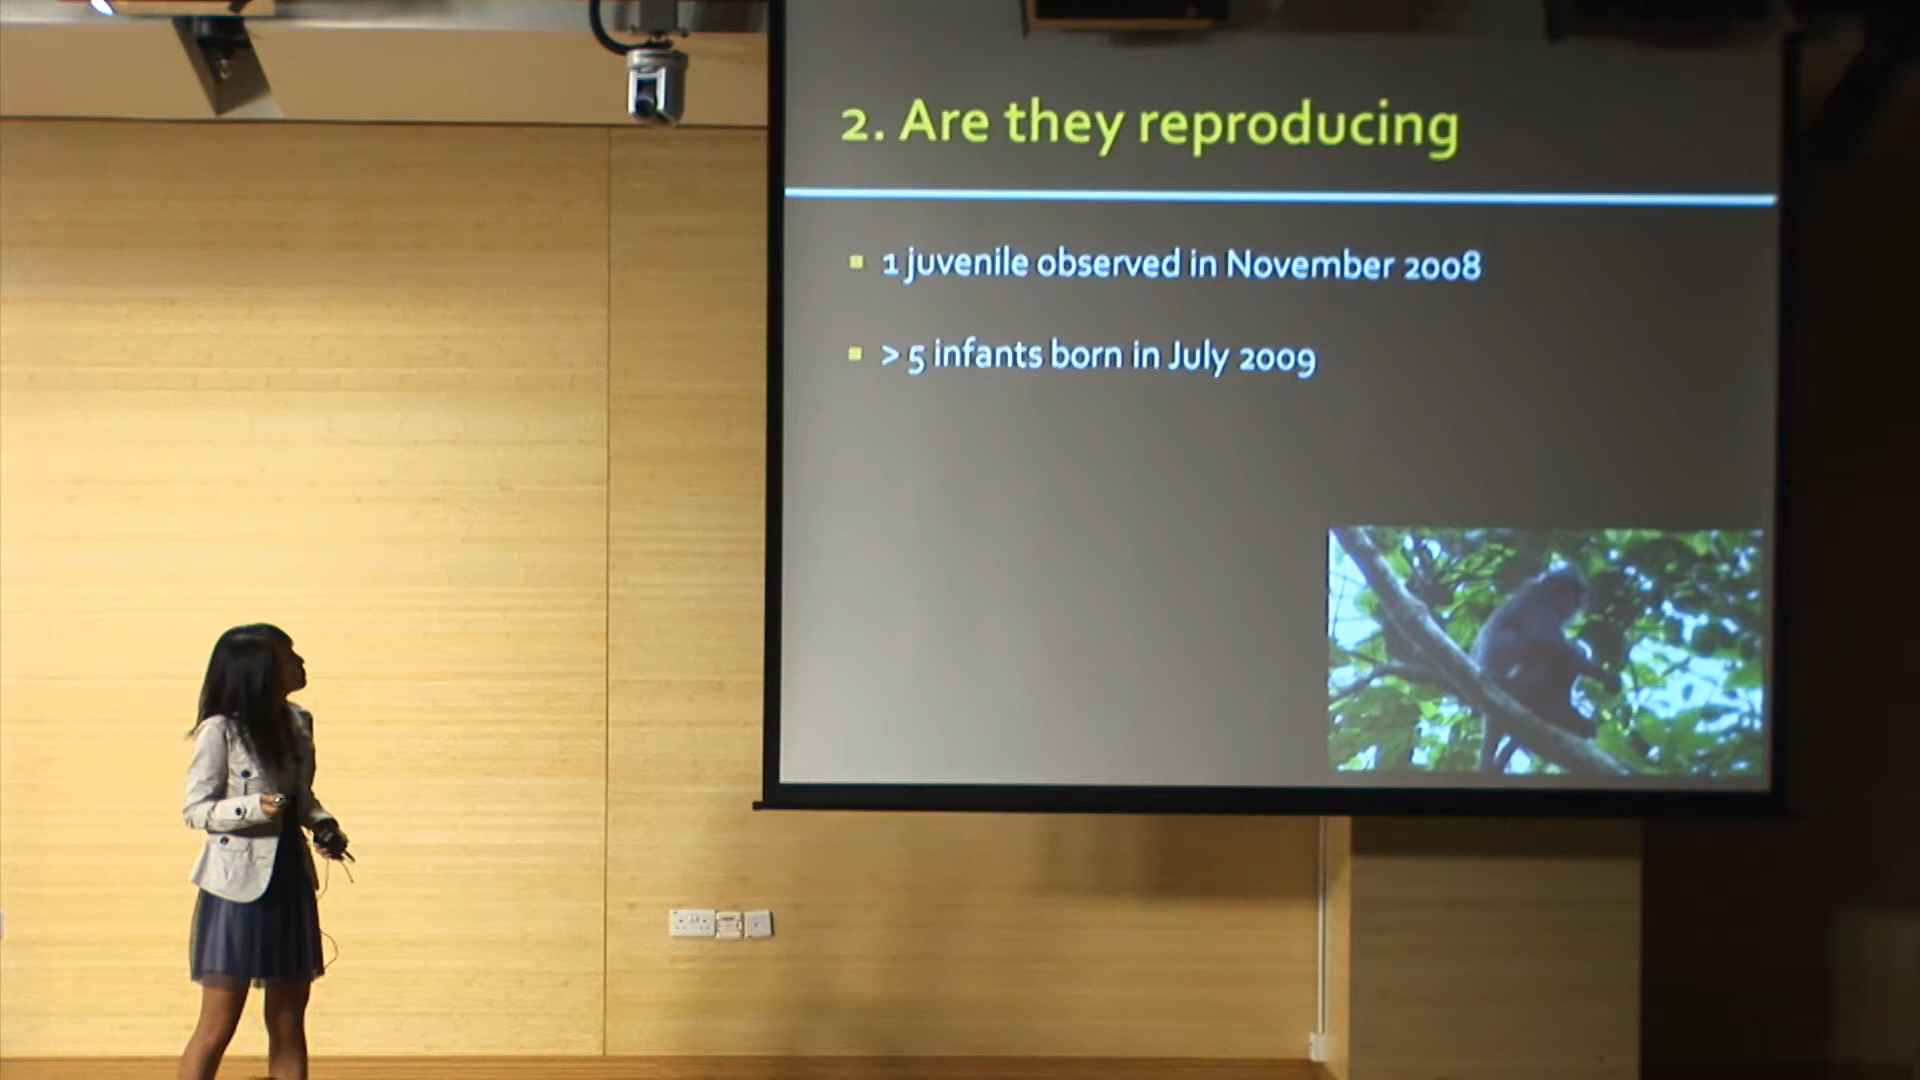 2. Are they reproducing
1 juvenile observed in November 2008
> 5 infants born in July 2009